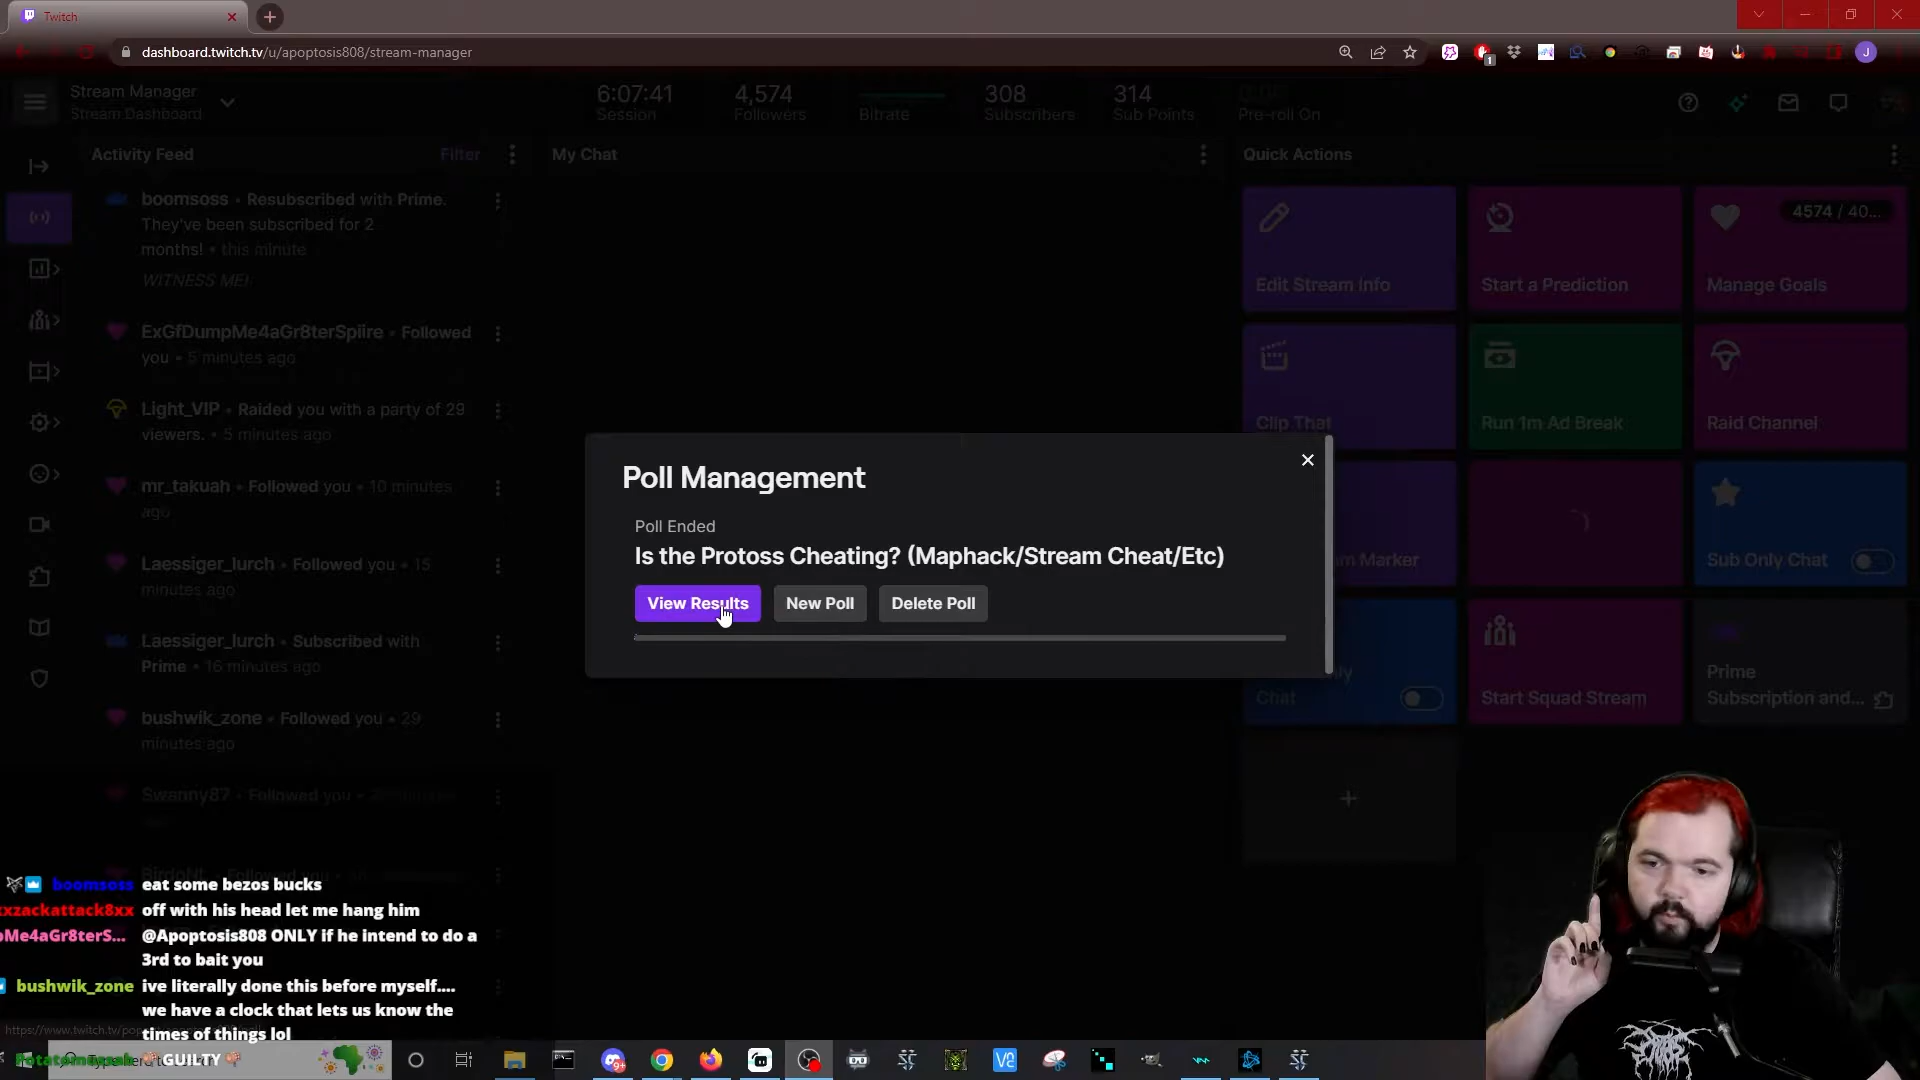 Twitch
dashboard.twitch.tv/u/apoptosis808/stream-manager
1
J
Stream Manager
Stream Dashboard
6:07:41
Session
4,574
Followers
Bitrate
308
Subscribers
314
Sub Points
Pre-roll On
Activity Feed
Filter
My Chat
Quick Actions
boomsoss • Resubscribed with Prime.
They've been subscribed for 2
months! • this minute
WITNESS ME!
ExGfDumpMe4aGr8terSpiire • Followed
you • 5 minutes ago
Light_VIP • Raided you with a party of 29
viewers. • 5 minutes ago
mr_takuah • Followed you • 10 minutes
ago
Laessiger_lurch • Followed you • 15
minutes ago
Laessiger_lurch • Subscribed with
Prime • 16 minutes ago
bushwik_zone • Followed you • 29
minutes ago
Swanny87 • Followed you
Edit Stream Info
Start a Prediction
4574 / 40...
Manage Goals
Clip That
Run 1m Ad Break
Raid Channel
Marker
Sub Only Chat
Chat
Start Squad Stream
Prime
Subscription and...
Poll Management
Poll Ended
Is the Protoss Cheating? (Maphack/Stream Cheat/Etc)
View Results
New Poll
Delete Poll
boomsoss eat some bezos bucks
xxzackattack8xx off with his head let me hang him
pMe4aGr8terS... @Apoptosis808 ONLY if he intend to do a
3rd to bait you
bushwik_zone ive literally done this before myself....
we have a clock that lets us know the
times of things lol
GUILTY